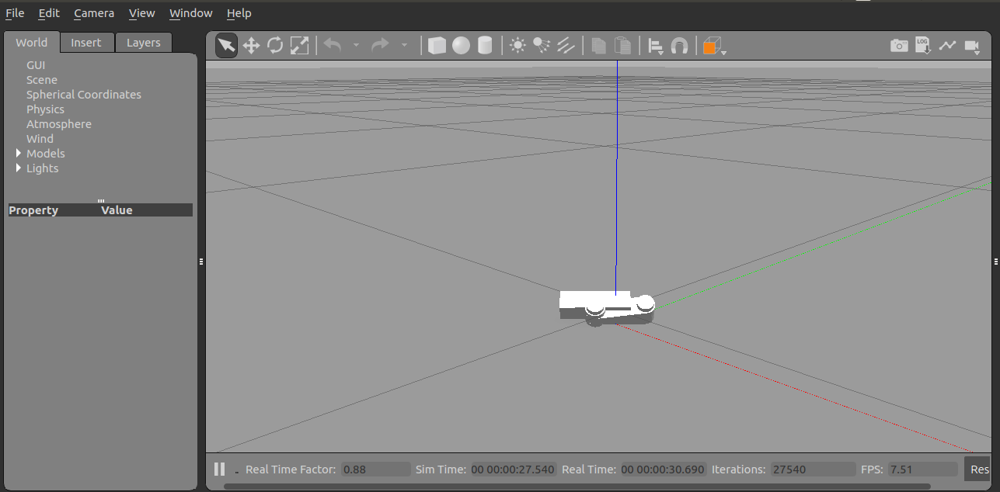 File Edit Camera View Window Help
World Insert Layers
GUI
Scene
Spherical Coordinates
Physics
Atmosphere
Wind
Models
Lights
Property Value
LOG
Real Time Factor: 0.88 Sim Time: 00 00:00:27.540 Real Time: 00 00:00:30.690 Iterations: 27540 FPS: 7.51 Res